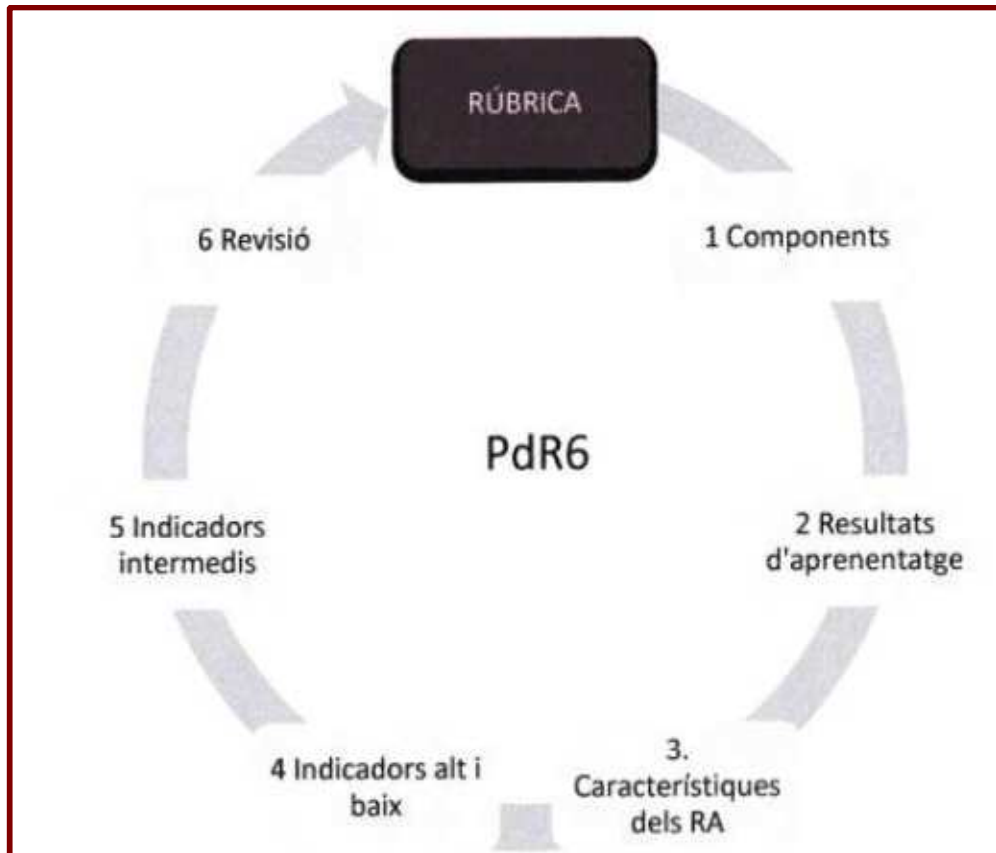 RÚBRICA
1 Components
2 Resultats
d'aprenentatge
3.
Característiques
dels RA
4 Indicadors alt i
baix
5 Indicadors
intermedis
6 Revisió
PdR6